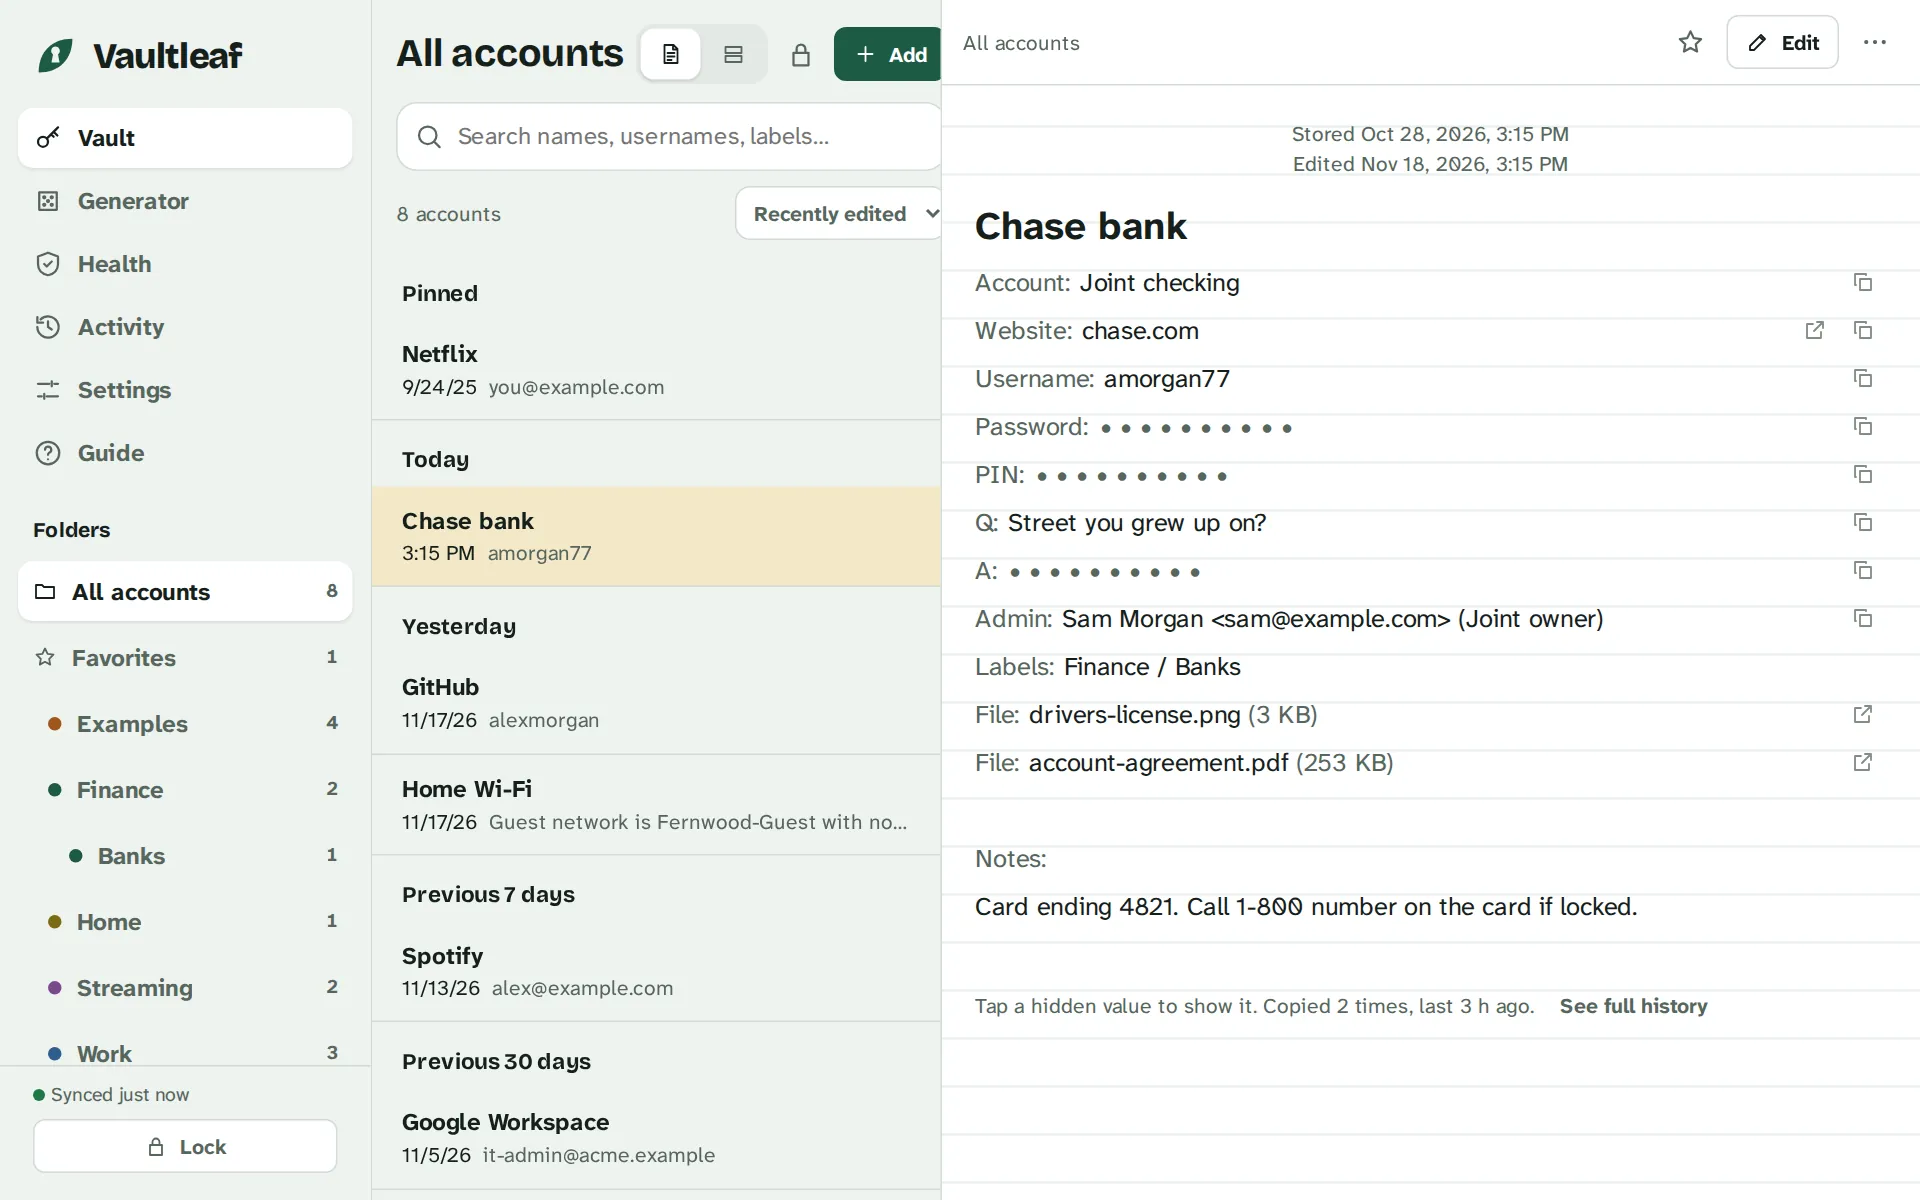 Vaultleaf
Vault
Generator
Health
Activity
Settings
Guide
Folders
All accounts 8
Favorites 1
Examples 4
Finance 2
Banks 1
Home 1
Streaming 2
Work 3
Synced just now
Lock
All accounts
Add
Search names, usernames, labels...
8 accounts
Recently edited
Pinned
Netflix
9/24/25 you@example.com
Today
Chase bank
3:15 PM amorgan77
Yesterday
GitHub
11/17/26 alexmorgan
Home Wi-Fi
11/17/26 Guest network is Fernwood-Guest with no...
Previous 7 days
Spotify
11/13/26 alex@example.com
Previous 30 days
Google Workspace
11/5/26 it-admin@acme.example
All accounts
Edit
Stored Oct 28, 2026, 3:15 PM
Edited Nov 18, 2026, 3:15 PM
Chase bank
Account: Joint checking
Website: chase.com
Username: amorgan77
Password: ••••••••••
PIN: ••••••••••
Q: Street you grew up on?
A: ••••••••••
Admin: Sam Morgan <sam@example.com> (Joint owner)
Labels: Finance / Banks
File: drivers-license.png (3 KB)
File: account-agreement.pdf (253 KB)
Notes:
Card ending 4821. Call 1-800 number on the card if locked.
Tap a hidden value to show it. Copied 2 times, last 3 h ago. See full history